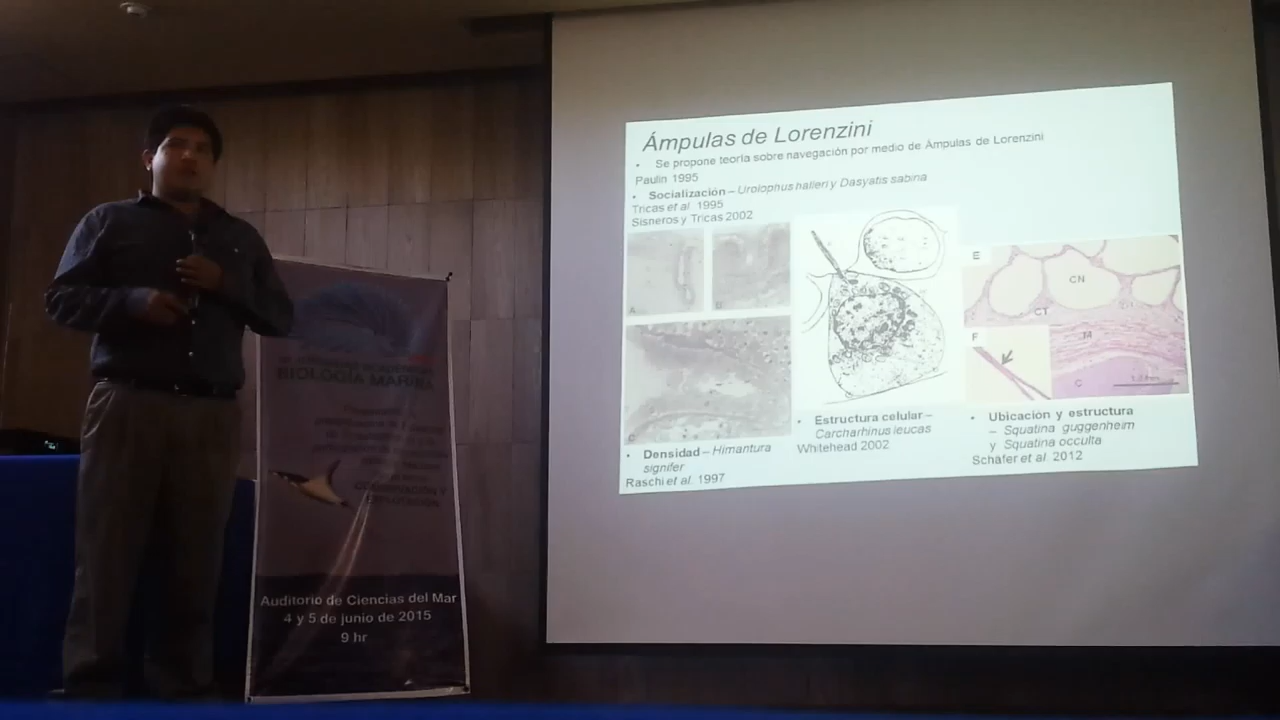 Ámpulas de Lorenzini
• Se propone teoría sobre navegación por medio de Ámpulas de Lorenzini
Paulin 1995
• Socialización – Urolophus halleri y Dasyatis sabina
Tricas et al. 1995
Sisneros y Tricas 2002
A
B
C
E
CN
CT
F
M
C
• Densidad – Himantura
signifer
Raschi et al. 1997
• Estructura celular –
Carcharhinus leucas
Whitehead 2002
• Ubicación y estructura
– Squatina guggenheim
y Squatina occulta
Schäfer et al. 2012
BIOLOGÍA MARINA
CONSERVACIÓN Y
EXPLOTACIÓN
Auditorio de Ciencias del Mar
4 y 5 de junio de 2015
9 hr